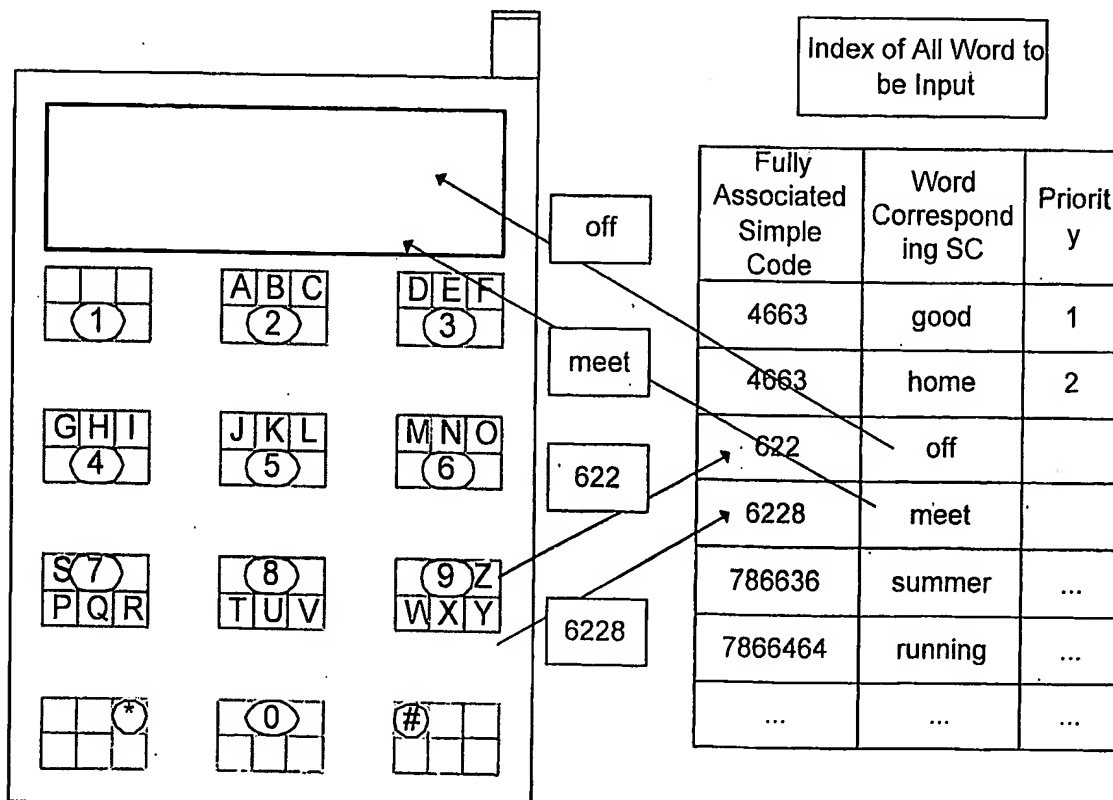 Index of All Word to
be Input
Fully
Associated
Simple
Code
Word
Correspond
ing SC
Priorit
y
4663
good
1
4663
home
2
622
off
6228
meet
786636
summer
...
7866464
running
...
...
...
...
off
meet
622
6228
A B C
D E F
1
2
3
G H I
J K L
M N O
4
5
6
S 7
8
9 Z
P Q R
T U V
W X Y
*
0
#